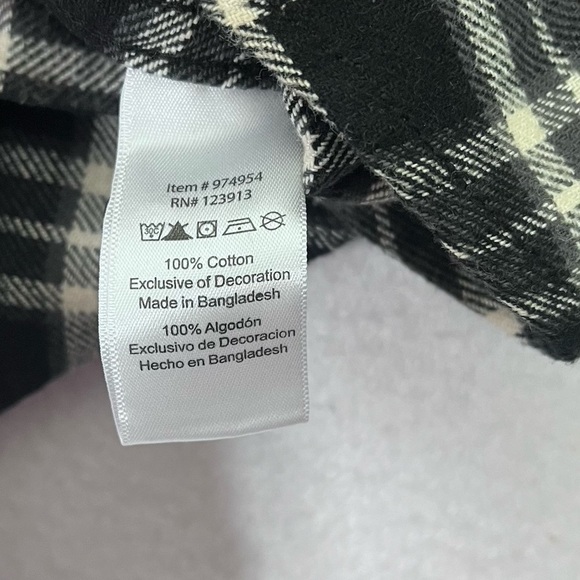 Item # 974954
RN# 123913
100% Cotton
Exclusive of Decoration
Made in Bangladesh
100% Algodón
Exclusivo de Decoracion
Hecho en Bangladesh